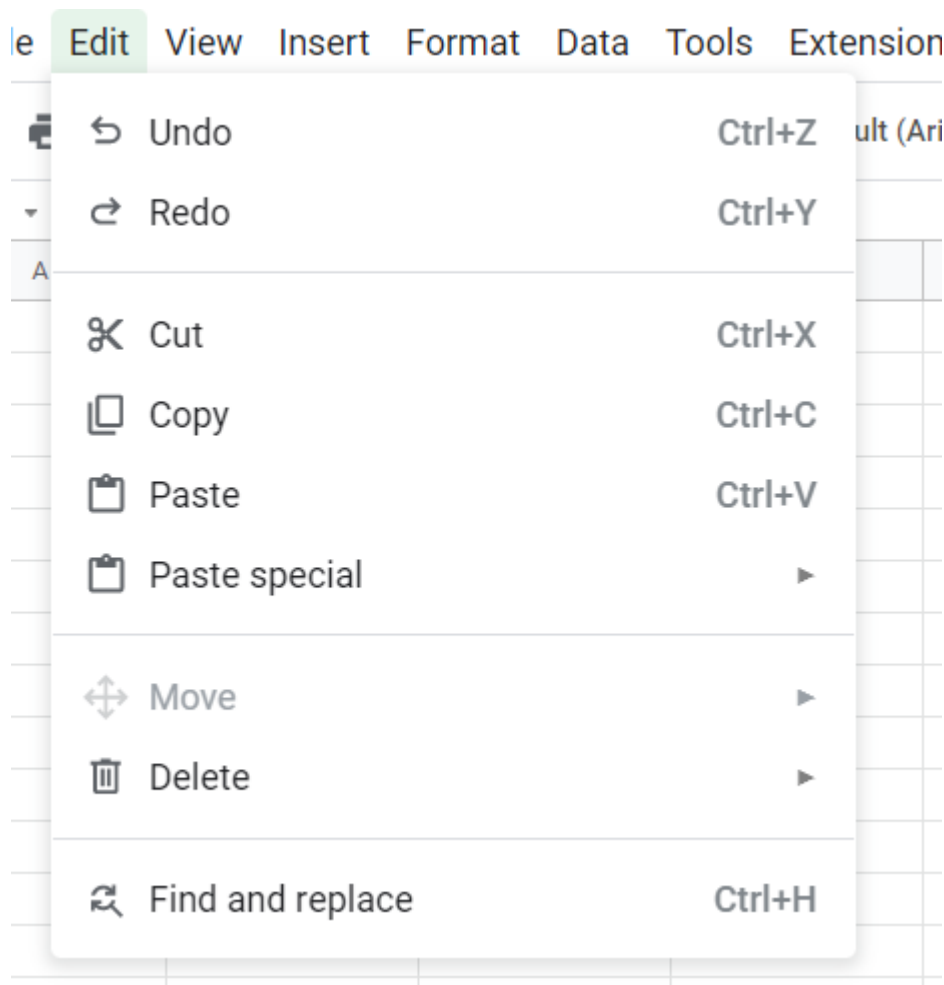 le Edit View Insert Format Data Tools Extension
Undo Ctrl+Z ult (Ari
Redo Ctrl+Y
A
Cut Ctrl+X
Copy Ctrl+C
Paste Ctrl+V
Paste special
Move
Delete
Find and replace Ctrl+H